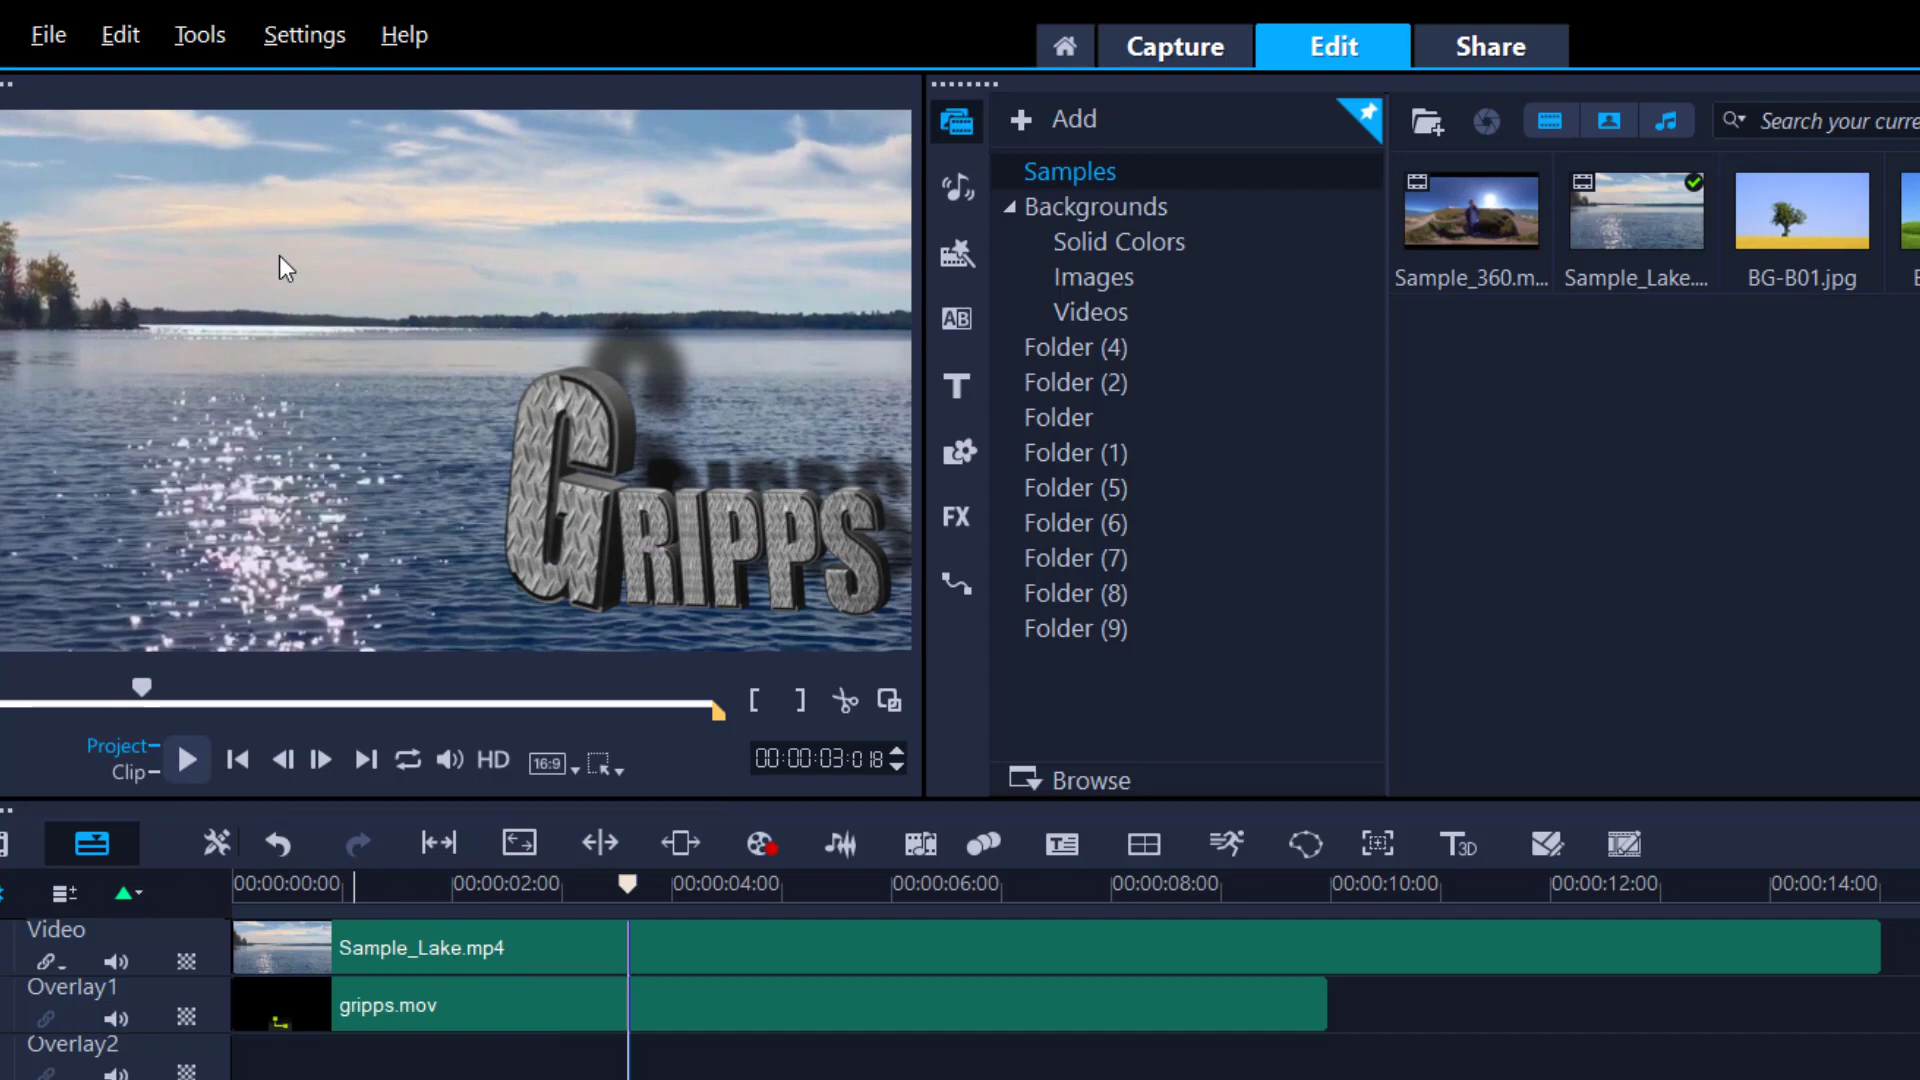 File Edit Tools Settings Help
Capture Edit Share
Add
Search your curre
Samples
Backgrounds
Solid Colors
Images
Videos
Folder (4)
Folder (2)
Folder
Folder (1)
Folder (5)
Folder (6)
Folder (7)
Folder (8)
Folder (9)
Browse
Sample_360.m... Sample_Lake.... BG-B01.jpg
AB
T
FX
GRIPPS
Project
Clip
HD 16:9
00:00:03:018
T3D
00:00:00:00 00:00:02:00 00:00:04:00 00:00:06:00 00:00:08:00 00:00:10:00 00:00:12:00 00:00:14:00
Video
Sample_Lake.mp4
Overlay1
gripps.mov
Overlay2